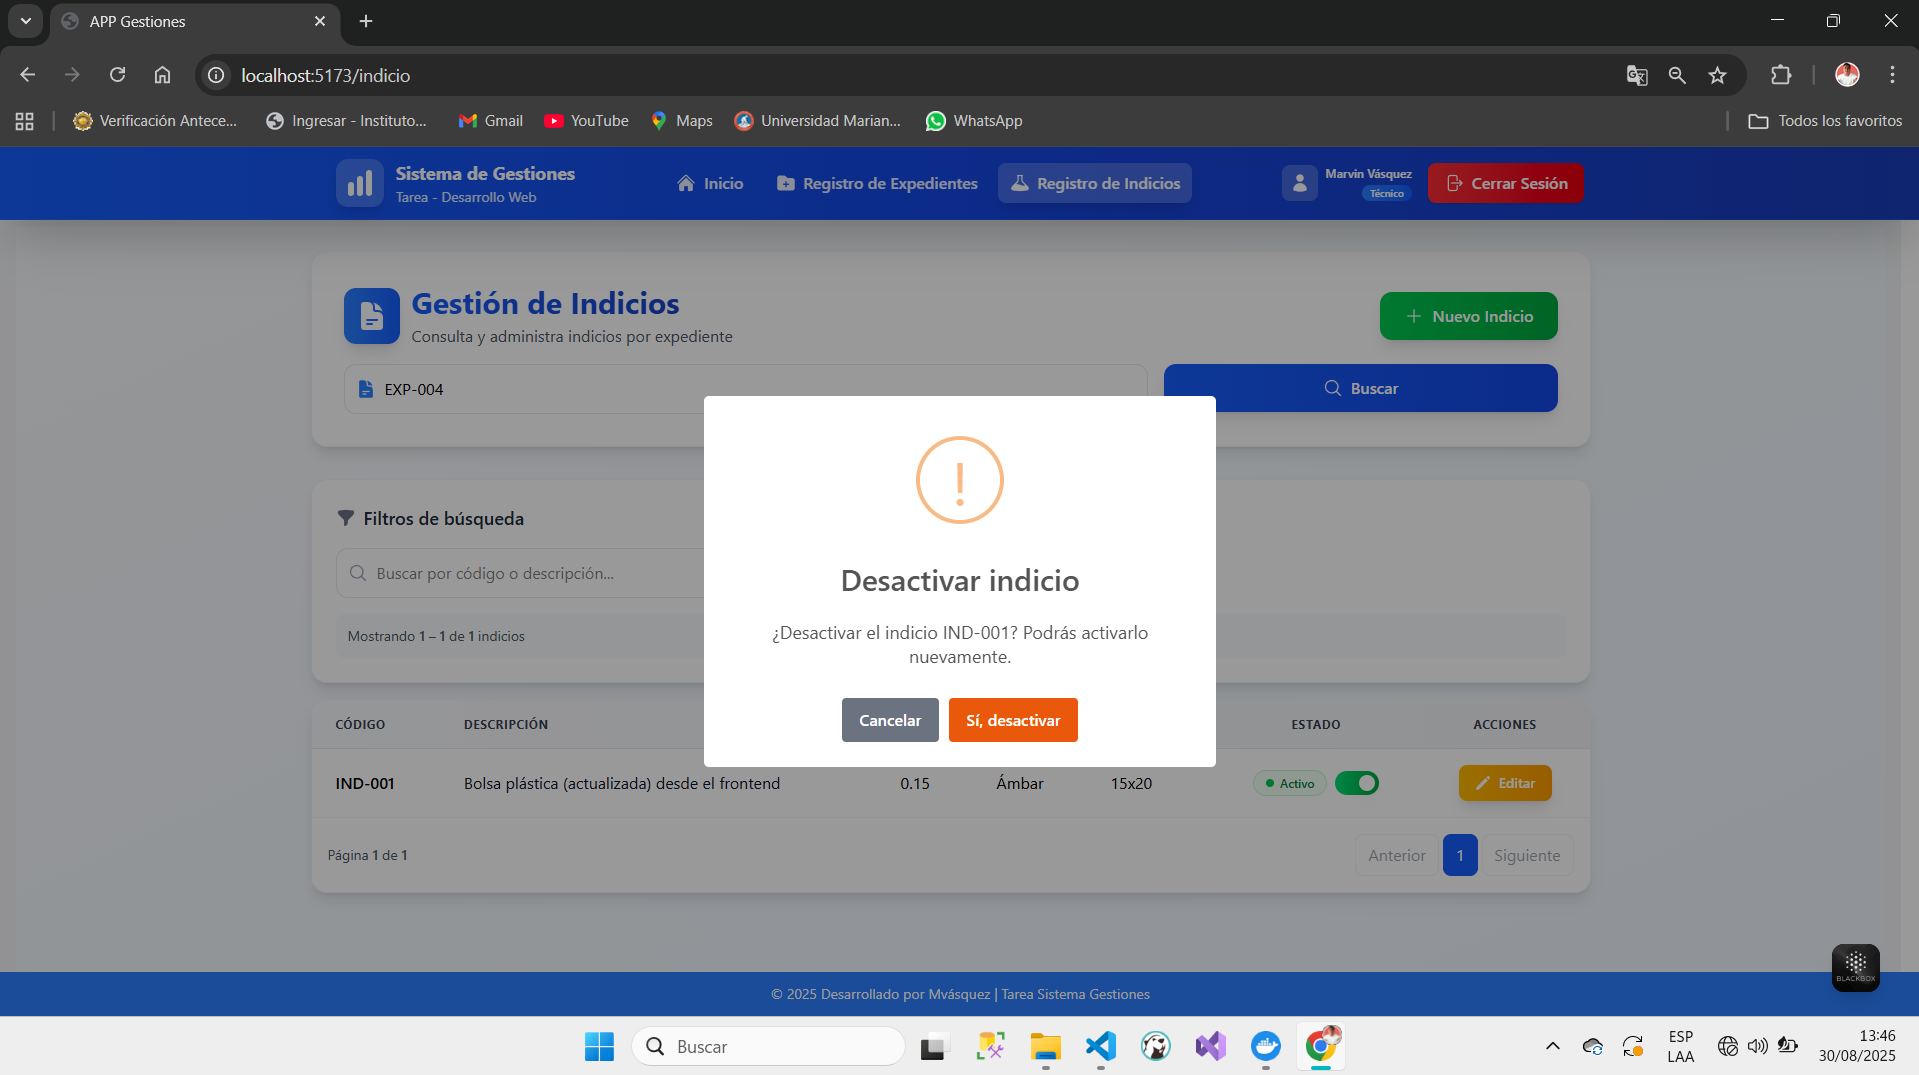 APP Gestiones
localhost:5173/indicio
Verificación Antece...
Ingresar - Instituto...
Gmail
YouTube
Maps
Universidad Marian...
WhatsApp
Todos los favoritos
Sistema de Gestiones
Tarea - Desarrollo Web
Inicio
Registro de Expedientes
Registro de Indicios
Marvin Vásquez
Técnico
Cerrar Sesión
Gestión de Indicios
Consulta y administra indicios por expediente
Nuevo Indicio
EXP-004
Buscar
Filtros de búsqueda
Buscar por código o descripción...
Mostrando 1 – 1 de 1 indicios
Desactivar indicio
¿Desactivar el indicio IND-001? Podrás activarlo
nuevamente.
Cancelar
Sí, desactivar
CÓDIGO
DESCRIPCIÓN
ESTADO
ACCIONES
IND-001
Bolsa plástica (actualizada) desde el frontend
0.15
Ámbar
15x20
Activo
Editar
Página 1 de 1
Anterior
1
Siguiente
BLACKBOX
© 2025 Desarrollado por Mvásquez | Tarea Sistema Gestiones
Buscar
ESP
LAA
13:46
30/08/2025